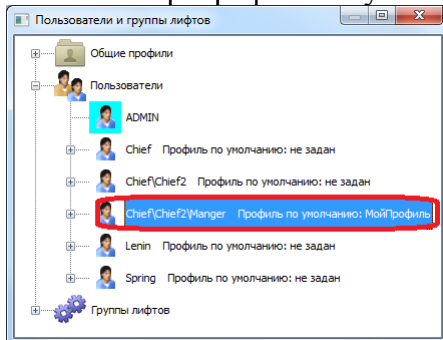 Пользователи и группы лифтов
Общие профили
Пользователи
ADMIN
Chief Профиль по умолчанию: не задан
Chief\Chief2 Профиль по умолчанию: не задан
Chief\Chief2\Manger Профиль по умолчанию: МойПрофиль
Lenin Профиль по умолчанию: не задан
Spring Профиль по умолчанию: не задан
Группы лифтов